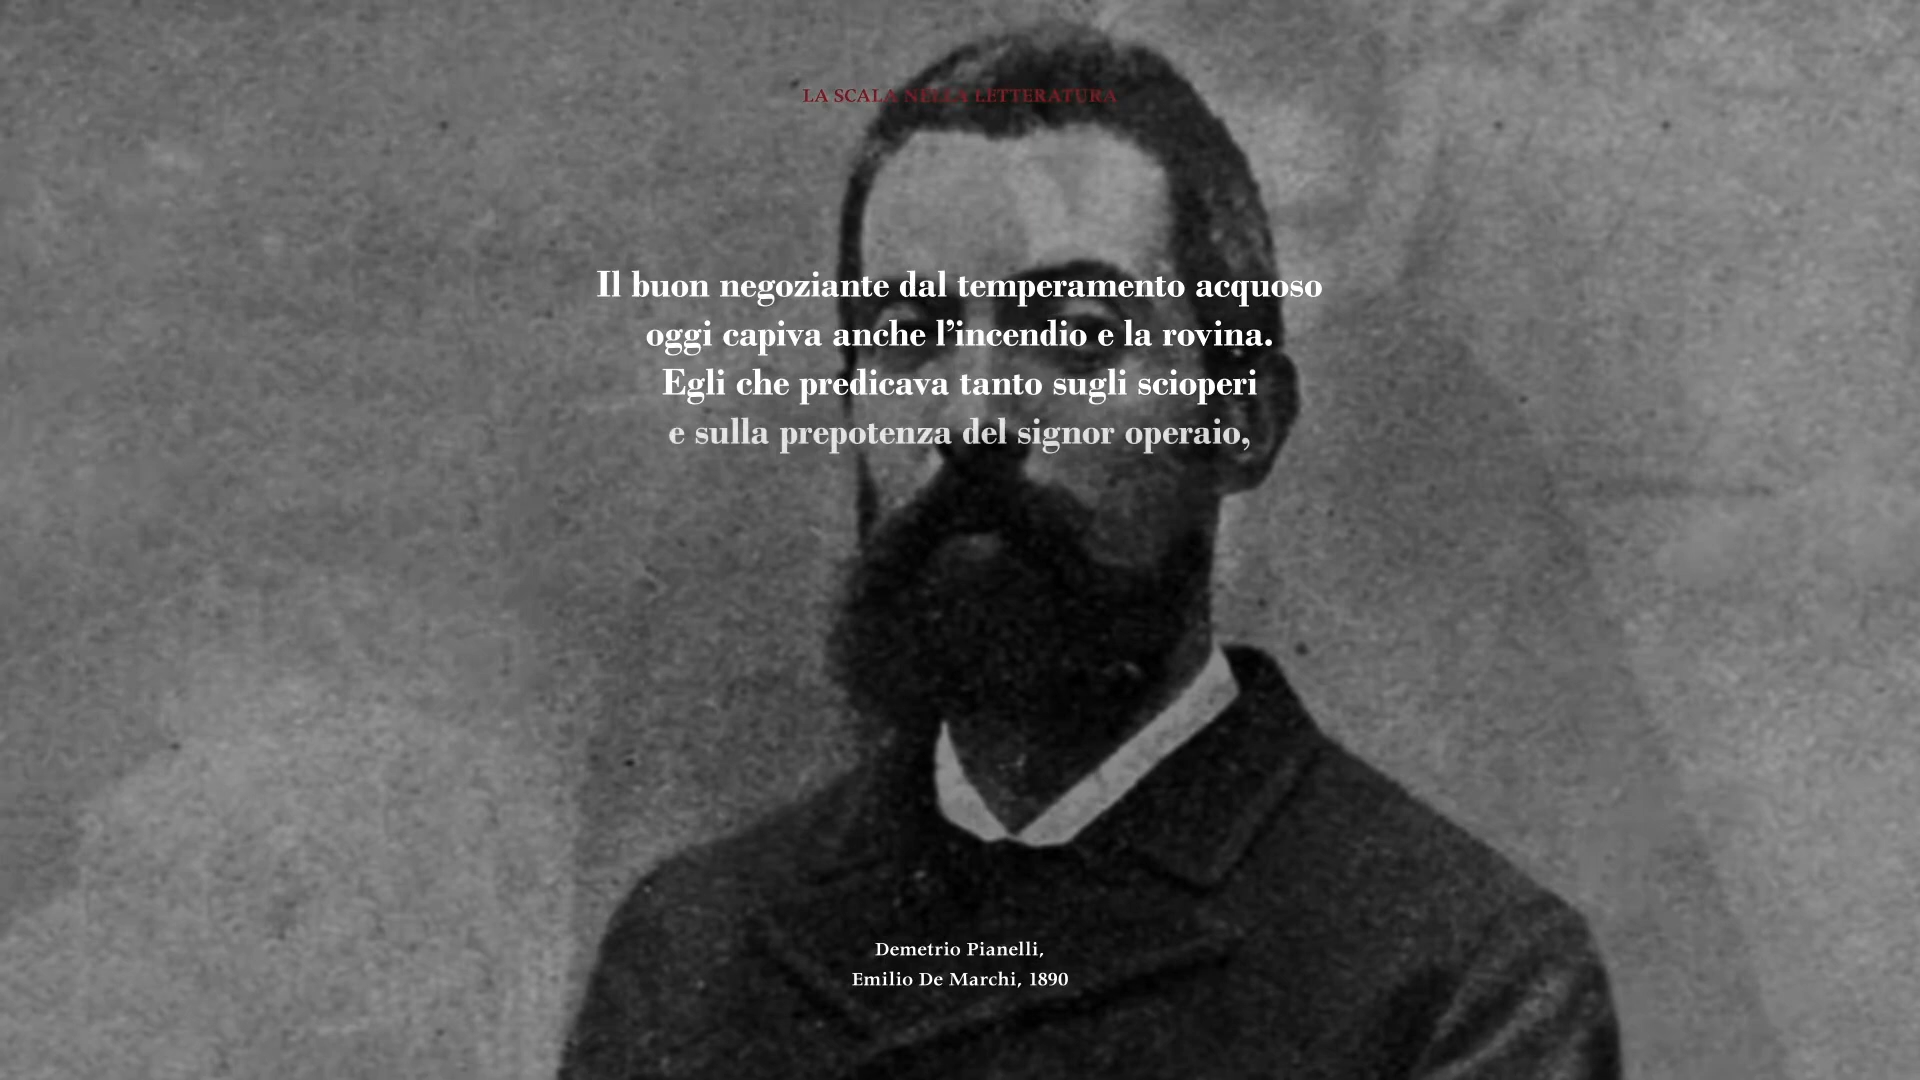 LA SCALA NELLA LETTERATURA
Il buon negoziante dal temperamento acquoso
oggi capiva anche l’incendio e la rovina.
Egli che predicava tanto sugli scioperi
e sulla prepotenza del signor operaio,
Demetrio Pianelli,
Emilio De Marchi, 1890